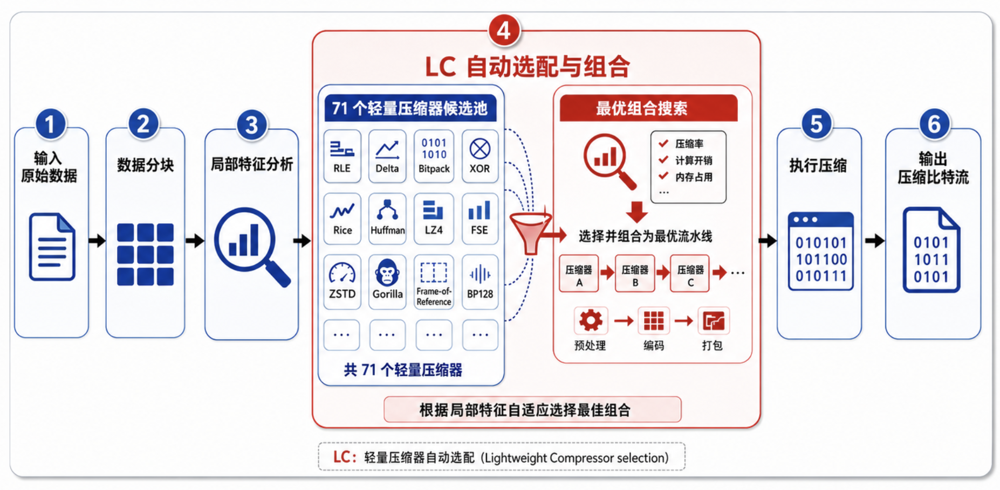 1
输入
原始数据
2
数据分块
3
局部特征分析
4
LC 自动选配与组合
71 个轻量压缩器候选池
RLE
Delta
0101
1010
Bitpack
XOR
Rice
Huffman
LZ4
FSE
ZSTD
Gorilla
Frame-of-
Reference
BP128
... ... ... ...
共 71 个轻量压缩器
最优组合搜索
压缩率
计算开销
内存占用
...
选择并组合为最优流水线
压缩器
A
压缩器
B
压缩器
C
...
预处理
编码
打包
根据局部特征自适应选择最佳组合
5
执行压缩
010101
101100
010111
6
输出
压缩比特流
0101
1011
0101
LC：轻量压缩器自动选配 (Lightweight Compressor selection)